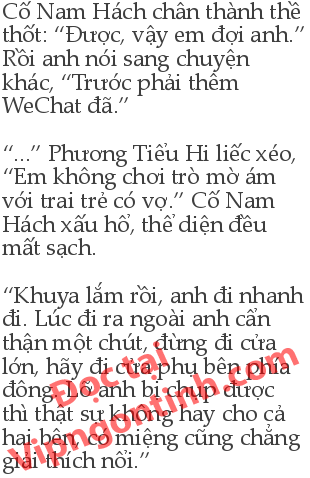 Cố Nam Hách chân thành thề
thốt: “Được, vậy em đợi anh.”
Rồi anh nói sang chuyện
khác, “Trước phải thêm
WeChat đã.”
“...” Phương Tiểu Hi liếc xéo,
“Em không chơi trò mờ ám
với trai trẻ có vợ.” Cố Nam
Hách xấu hổ, thể diện đều
mất sạch.
“Khuya lắm rồi, anh đi nhanh
đi. Lúc đi ra ngoài anh cẩn
thận một chút, đừng đi cửa
lớn, hãy đi cửa phụ bên phía
đông. Lỡ anh bị chụp được
thì thật sự không hay cho cả
hai bên, có miệng cũng chẳng
giải thích nổi.”
Đọc tại
Vipngontinh.com